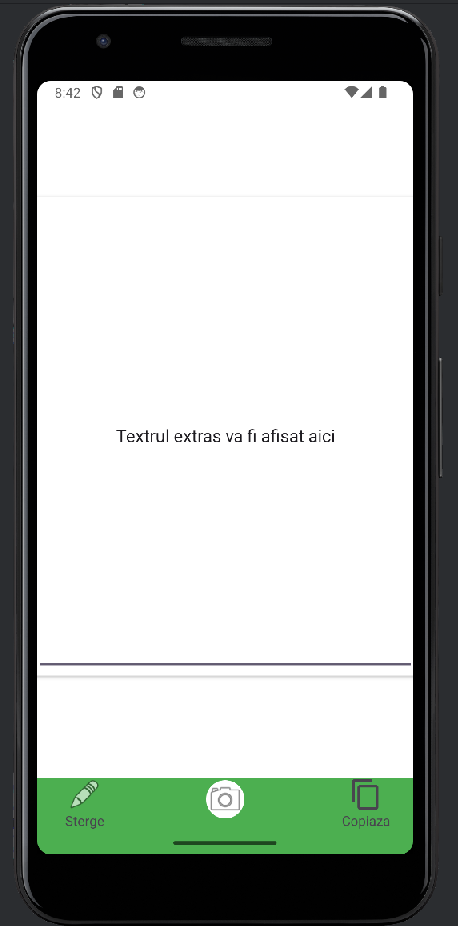 8:42
Textrul extras va fi afisat aici
Sterge
Copiaza